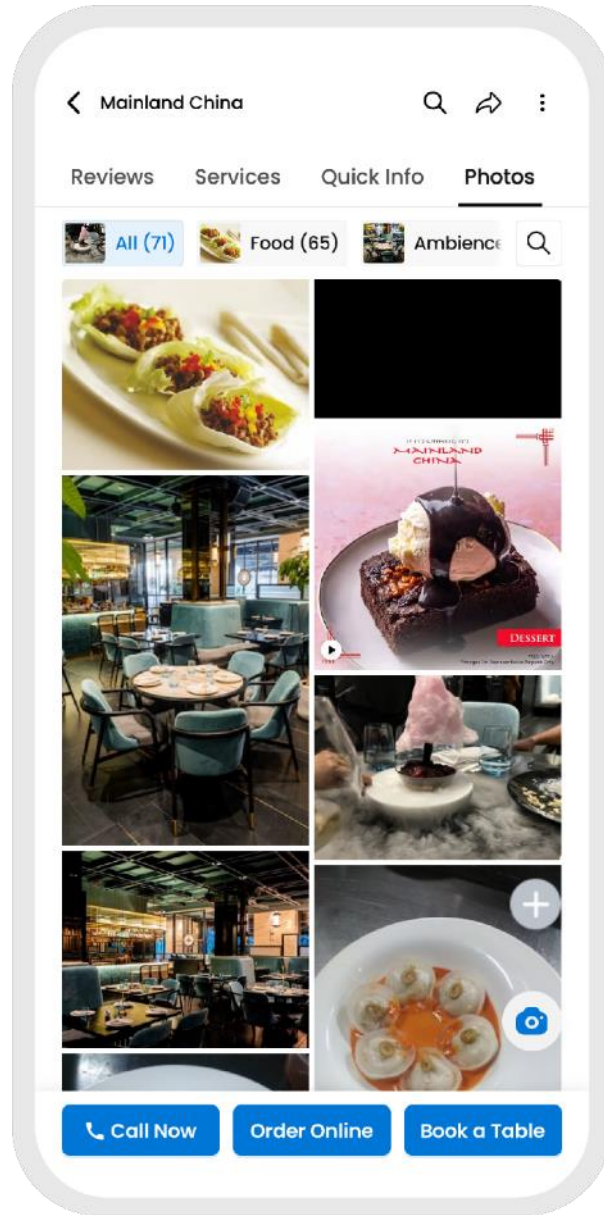 Mainland China
Reviews Services Quick Info Photos
All (71) Food (65) Ambience
MAINLAND
CHINA
DESSERT
Call Now Order Online Book a Table